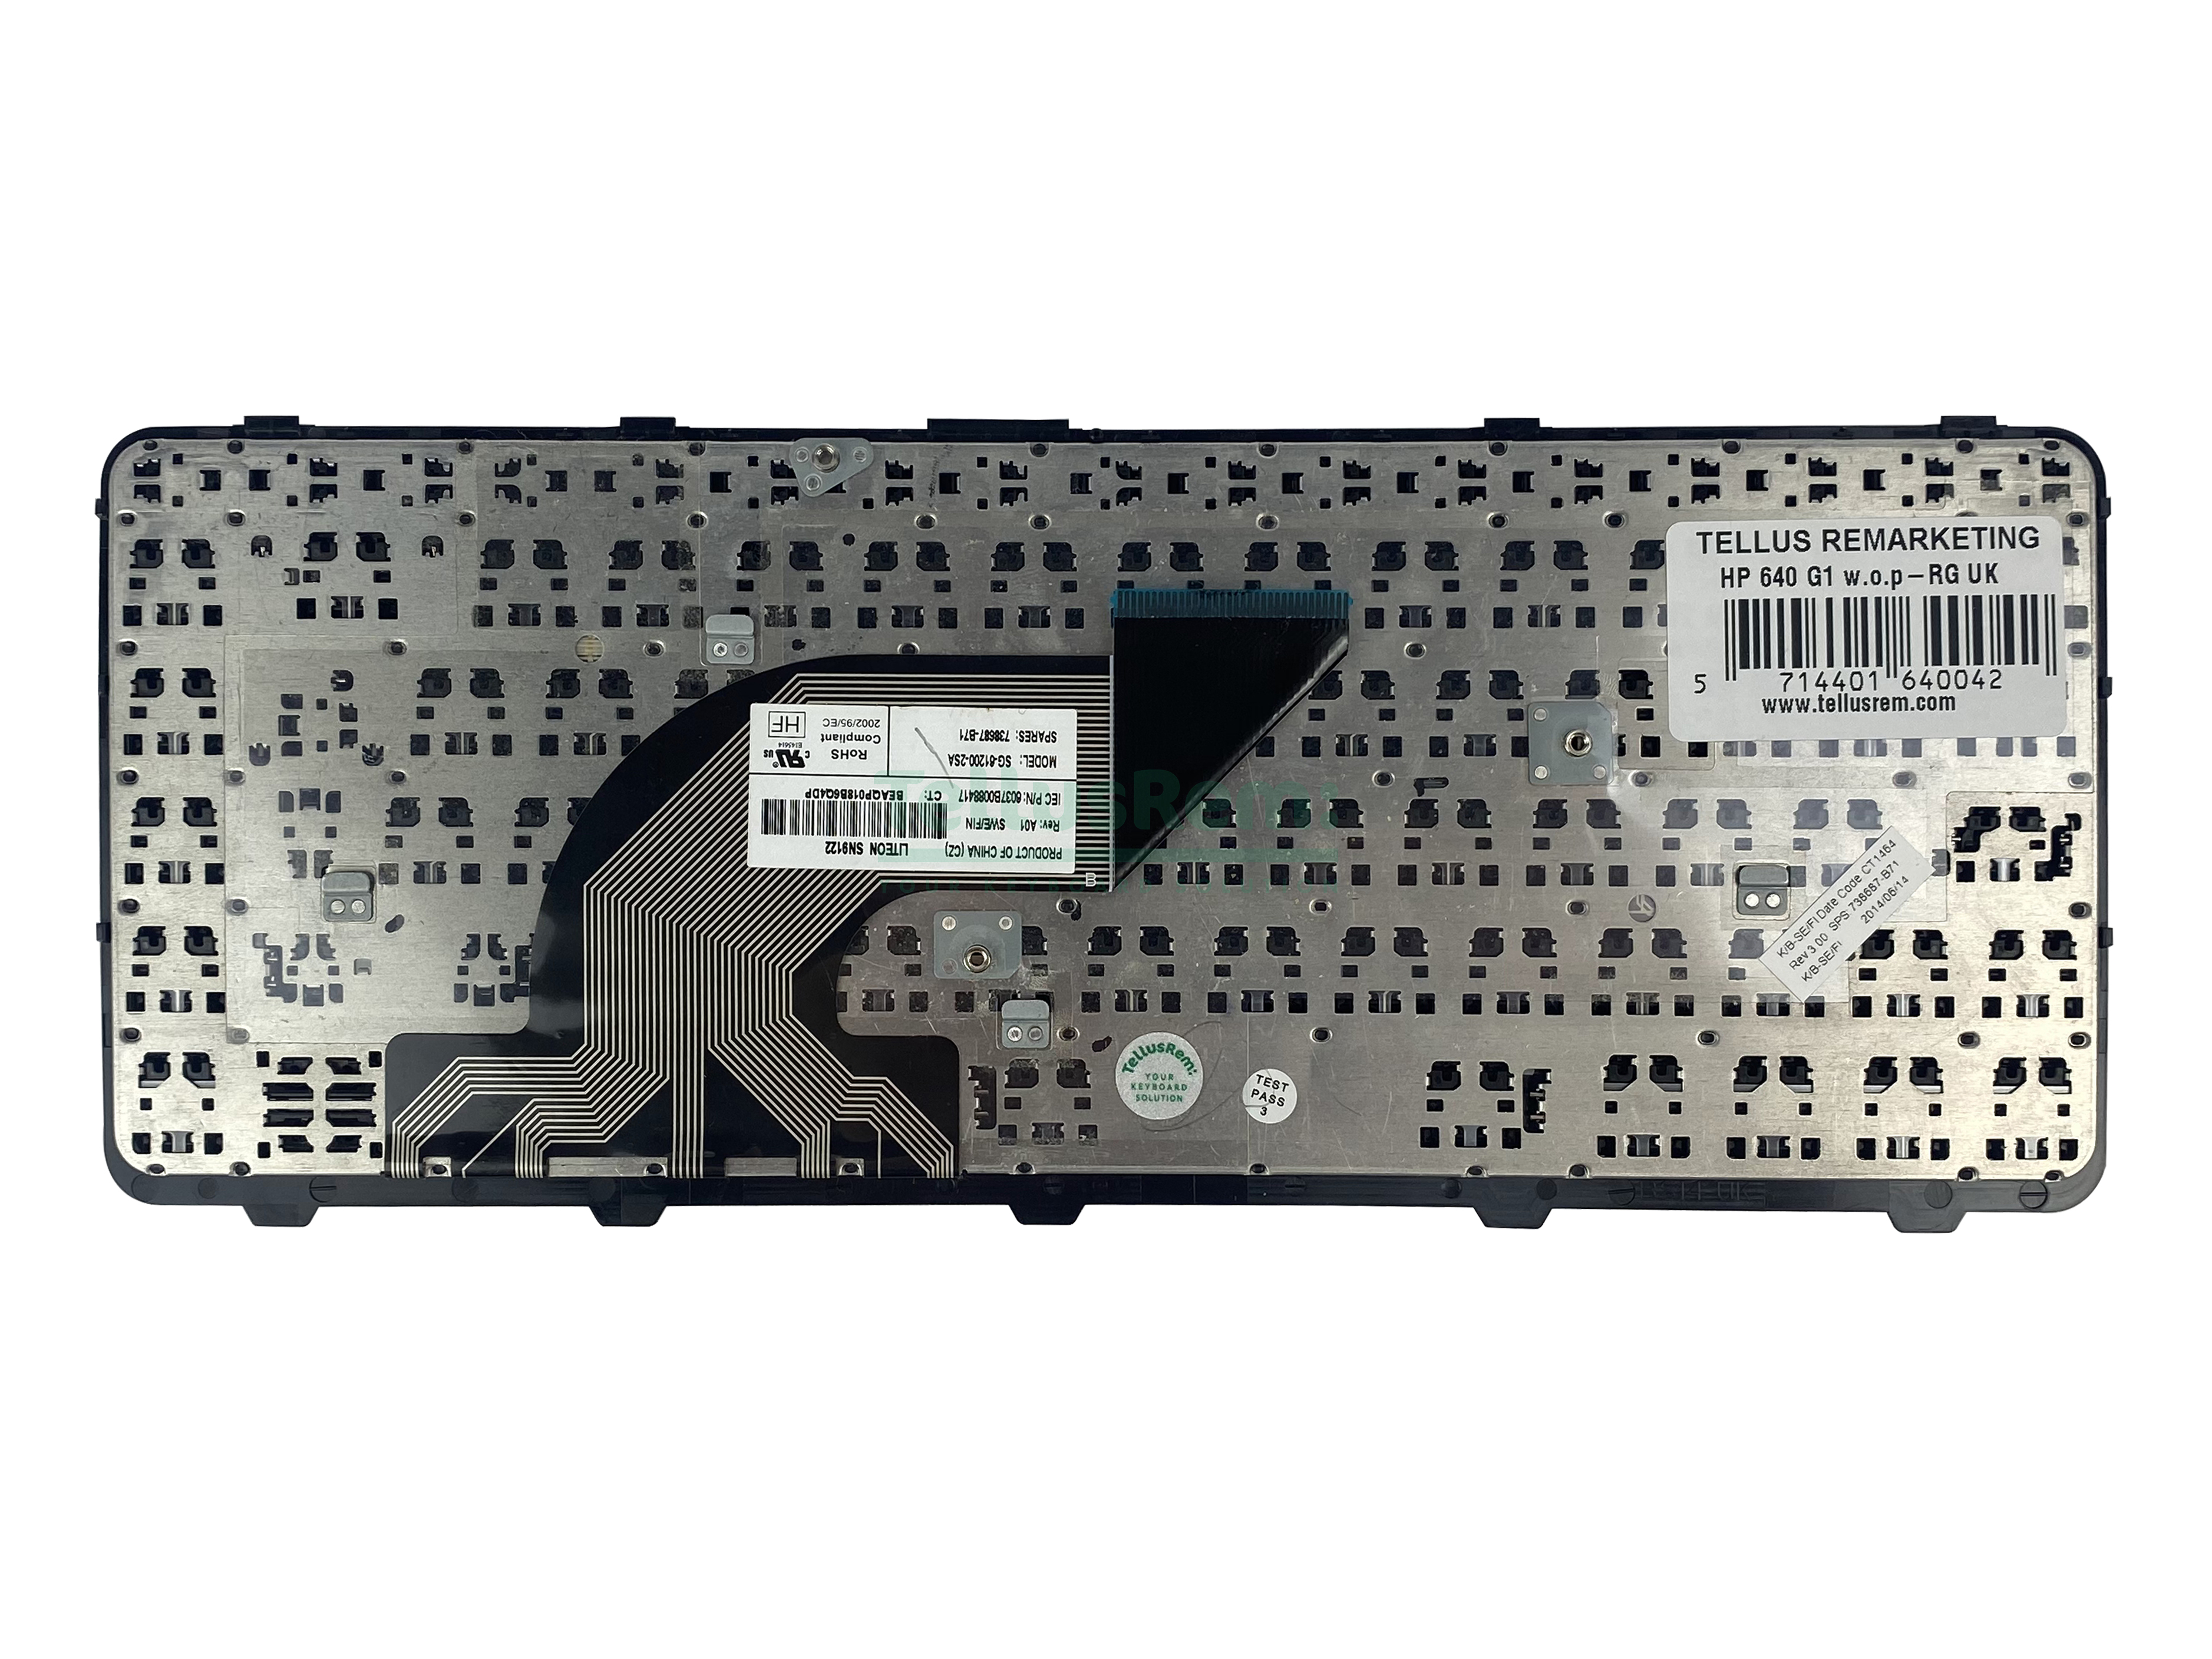 TELLUS REMARKETING
HP 640 G1 w.o.p-RG UK
5 714401 640042
www.tellusrem.com
SPARES: 738687-B71
MODEL: SG-61200-2SA
RoHS
Compliant
2002/95/EC
HF
E145614
C US
IEC P/N: 6037B0088417
CT: BEAQP018B6Q4DP
Rev: A01 SWE/FIN
PRODUCT OF CHINA (CZ)
LITEON SN9122
B
TellusRem:
K/B-SE/FI Date Code CT1464
Rev 3.00 SPS:738687-B71
K/B-SE/FI 2014/06/14
TellusRem:
YOUR
KEYBOARD
SOLUTION
TEST
PASS
3